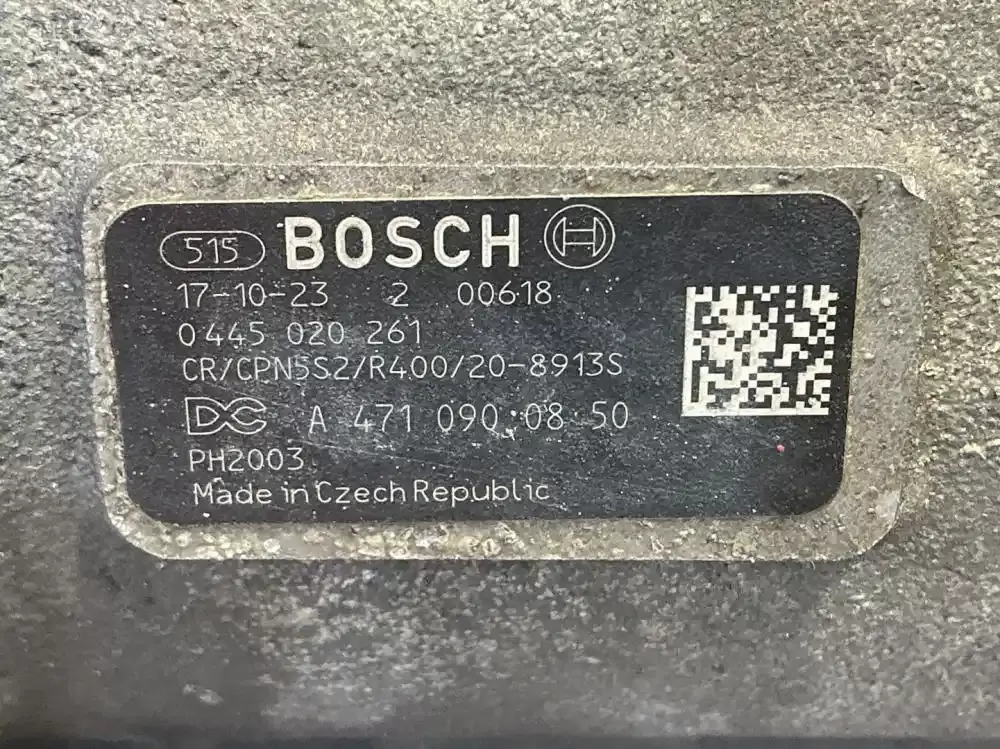 515 BOSCH
17-10-23 2 00618
0 445 020 261
CR/CPN5S2/R400/20-8913S
DC A 471 090 08 50
PH2003
Made in Czech Republic